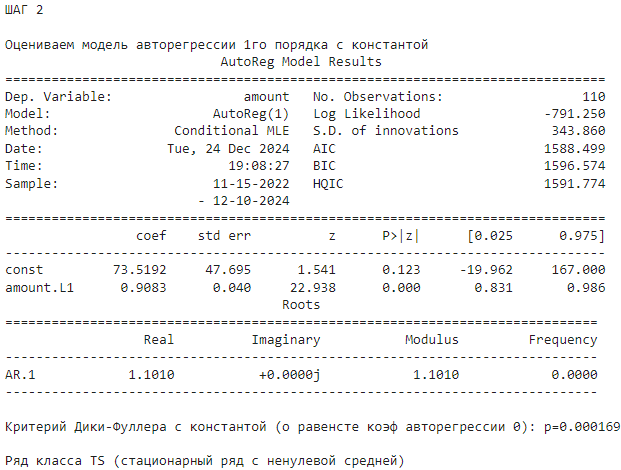 ШАГ 2
Оцениваем модель авторегрессии 1го порядка с константой
AutoReg Model Results
==============================================================================
Dep. Variable: amount No. Observations: 110
Model: AutoReg(1) Log Likelihood -791.250
Method: Conditional MLE S.D. of innovations 343.860
Date: Tue, 24 Dec 2024 AIC 1588.499
Time: 19:08:27 BIC 1596.574
Sample: 11-15-2022 HQIC 1591.774
- 12-10-2024
==============================================================================
coef std err z P>|z| [0.025 0.975]
------------------------------------------------------------------------------
const 73.5192 47.695 1.541 0.123 -19.962 167.000
amount.L1 0.9083 0.040 22.938 0.000 0.831 0.986
Roots
=============================================================================
Real Imaginary Modulus Frequency
-----------------------------------------------------------------------------
AR.1 1.1010 +0.0000j 1.1010 0.0000
-----------------------------------------------------------------------------
Критерий Дики-Фуллера с константой (о равенсте коэф авторегрессии 0): p=0.000169
Ряд класса TS (стационарный ряд с ненулевой средней)